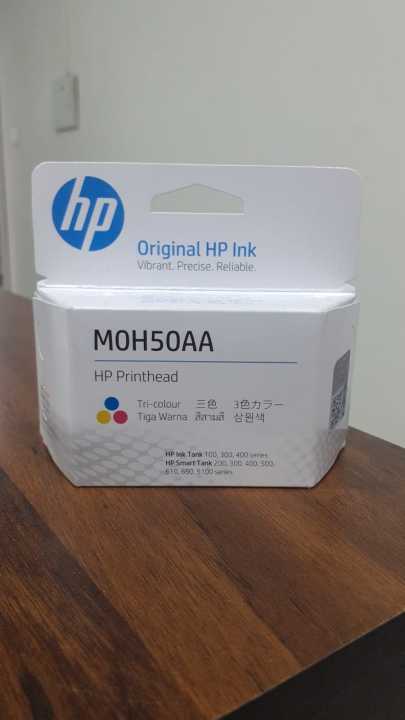 hp
Original HP Ink
Vibrant. Precise. Reliable.
M0H50AA
HP Printhead
Tri-colour 三色 3色カラー
Tiga Warna สีสามสี 삼원색
HP Ink Tank 100, 300, 400 series
HP Smart Tank 200, 300, 400, 500,
610, 690, 5100 series